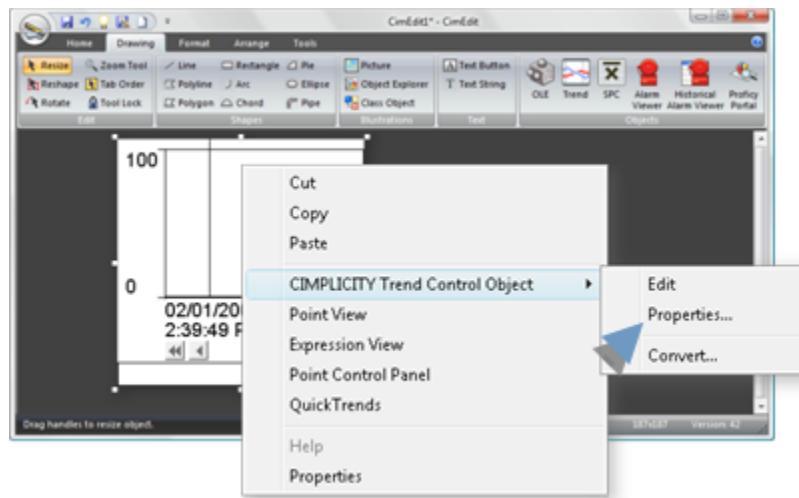 CimEdit1* - CimEdit
Home Drawing Format Arrange Tools
Resize Zoom Tool Line Rectangle Pie Picture Text Button
Reshape Tab Order Polyline Arc Ellipse Object Explorer Text String
Rotate Tool Lock Polygon Chord Pipe Class Object
OLE Trend SPC Alarm Viewer Historical Alarm Viewer Proficy Portal
Edit Shapes Illustrations Text Objects
100
0
02/01/20
2:39:49 P
Cut
Copy
Paste
CIMPLICITY Trend Control Object
Point View
Expression View
Point Control Panel
QuickTrends
Help
Properties
Edit
Properties...
Convert...
Drag handles to resize object.
187x187 Version: 42